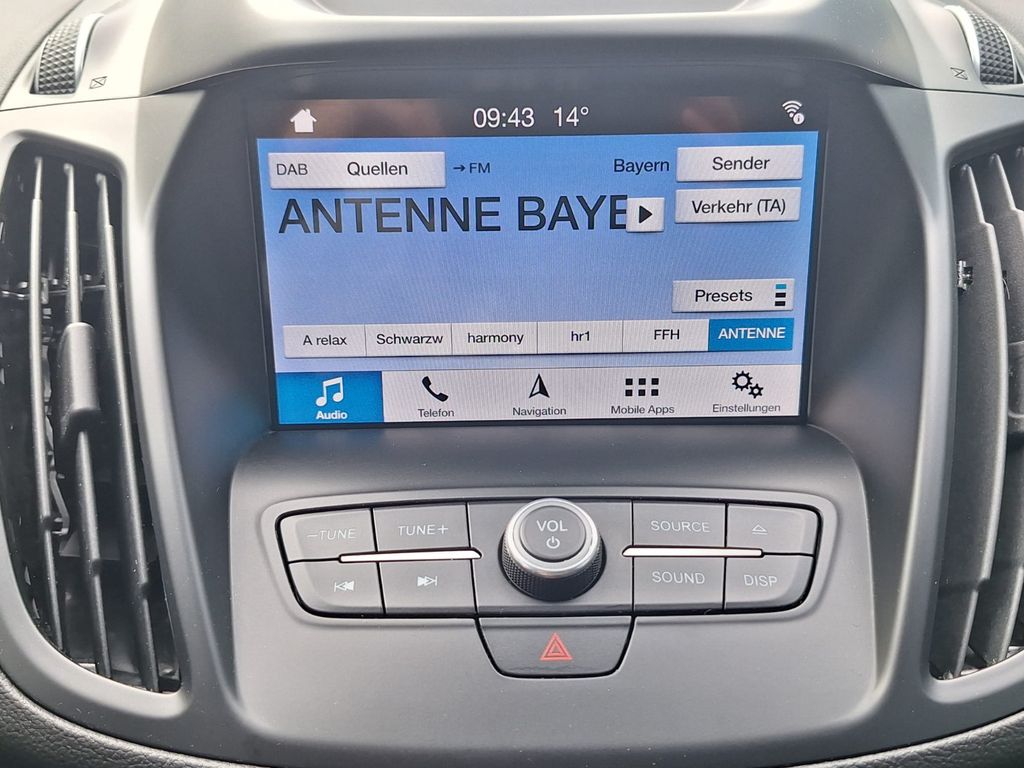 09:43 14°
DAB Quellen → FM Bayern Sender
ANTENNE BAYE Verkehr (TA)
Presets
A relax Schwarzw harmony hr1 FFH ANTENNE
Audio Telefon Navigation Mobile Apps Einstellungen
−TUNE TUNE+ VOL SOURCE
SOUND DISP